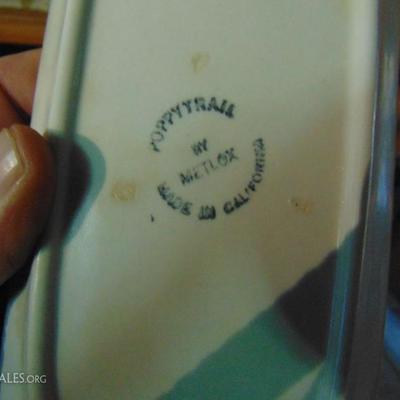 POPPYTRAIL
BY
METLOX
MADE IN CALIFORNIA
ALES.ORG